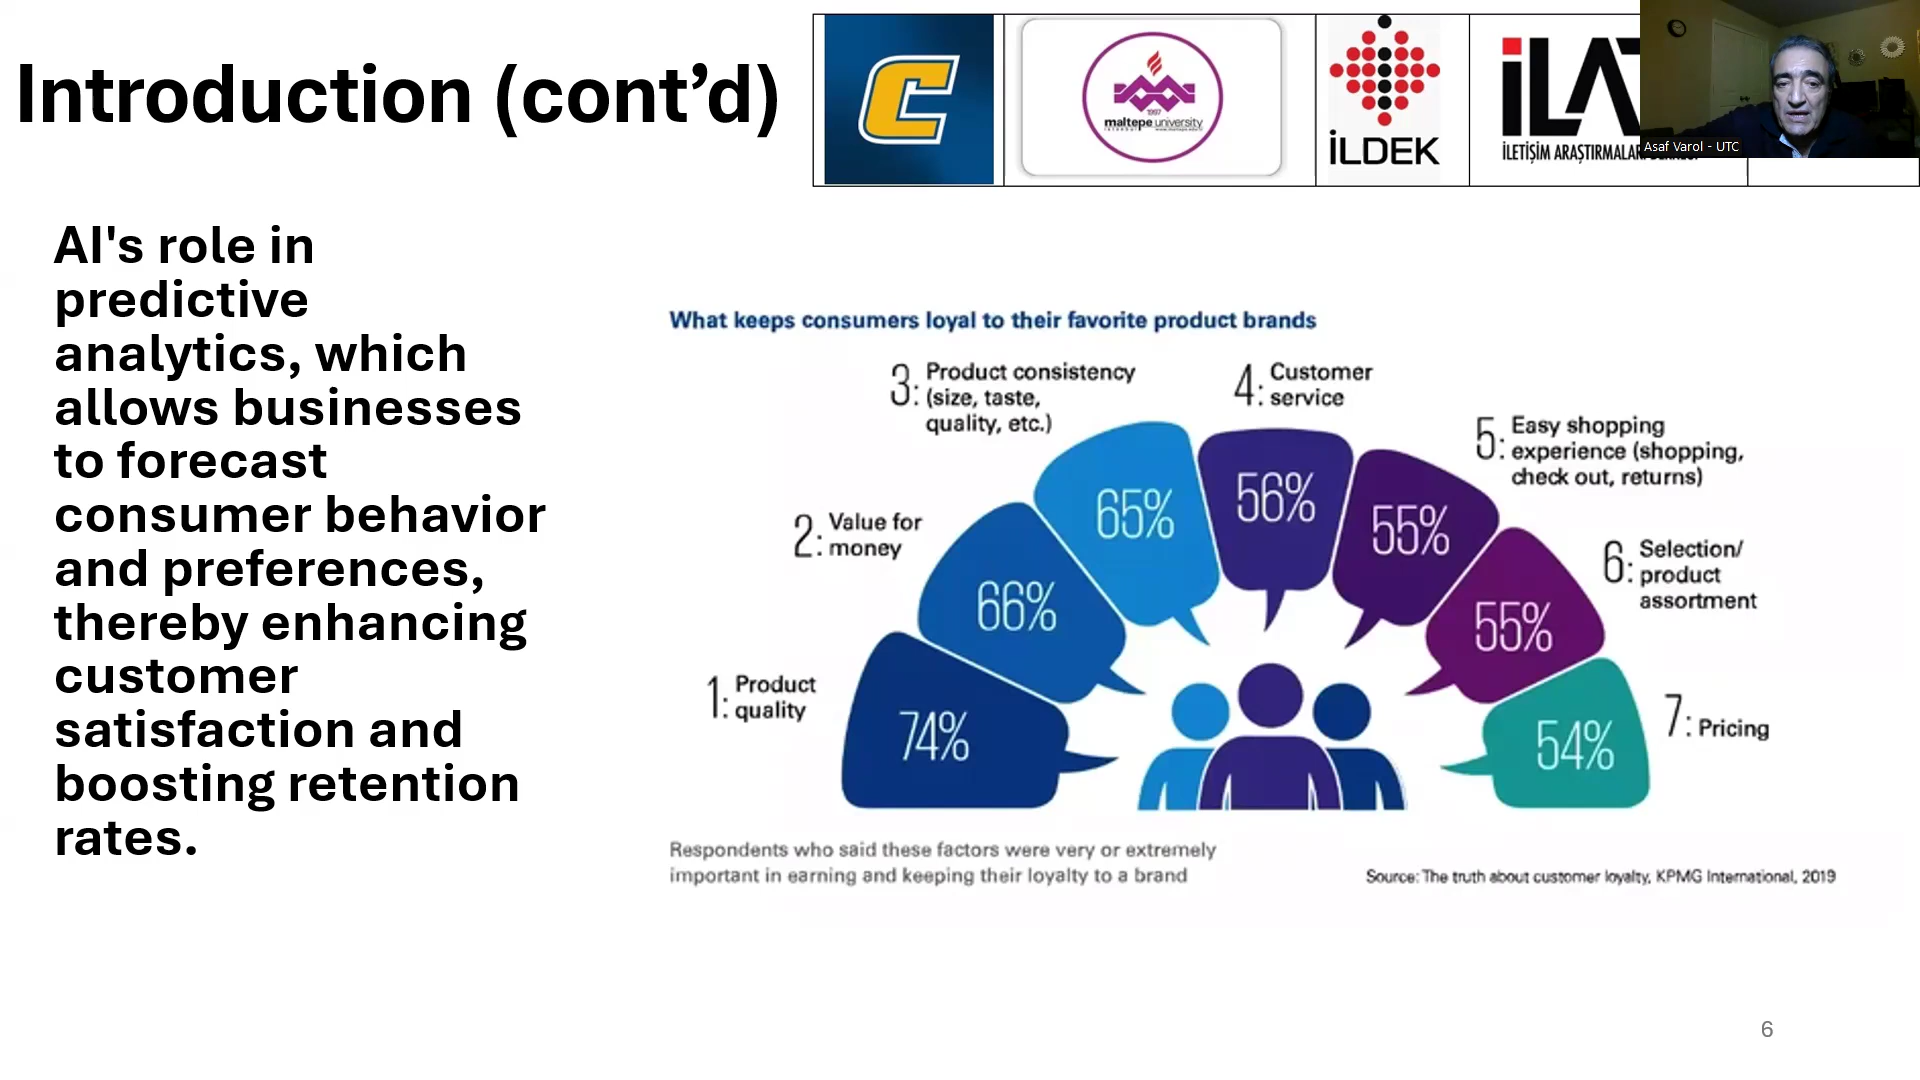 Introduction (cont’d)
1997
maltepe university
İSTANBUL
İLDEK
İLETİŞİM
Asaf Varol - UTC
AI's role in
predictive
analytics, which
allows businesses
to forecast
consumer behavior
and preferences,
thereby enhancing
customer
satisfaction and
boosting retention
rates.
What keeps consumers loyal to their favorite product brands
1: Product
quality
74%
2: Value for
money
66%
3: Product consistency
(size, taste,
quality, etc.)
65%
4: Customer
service
56%
5: Easy shopping
experience (shopping,
check out, returns)
55%
6: Selection/
product
assortment
55%
7: Pricing
54%
Respondents who said these factors were very or extremely
important in earning and keeping their loyalty to a brand
Source: The truth about customer loyalty, KPMG International, 2019
6